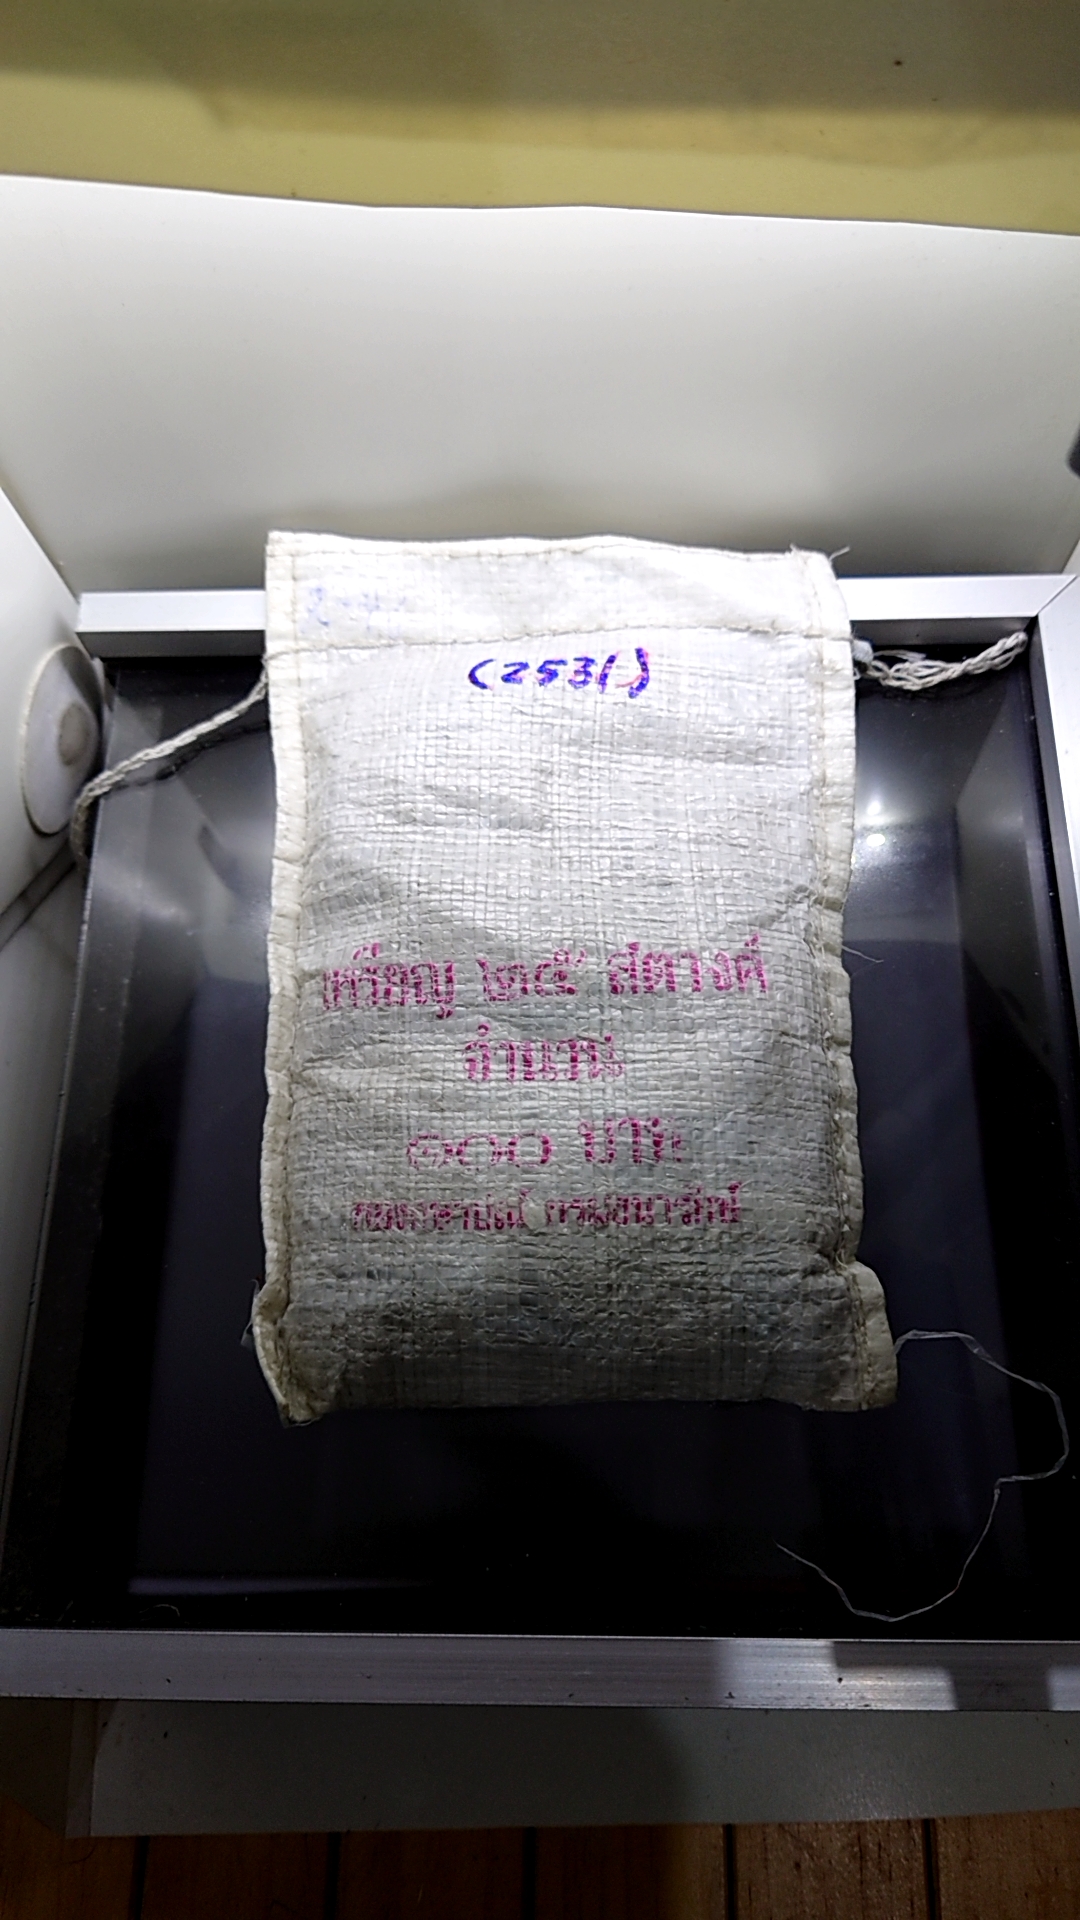 (2531)
เหรียญ ๒๕ สตางค์
จำนวน
๑๐๐ บาท
กองกษาปณ์ กรมธนารักษ์